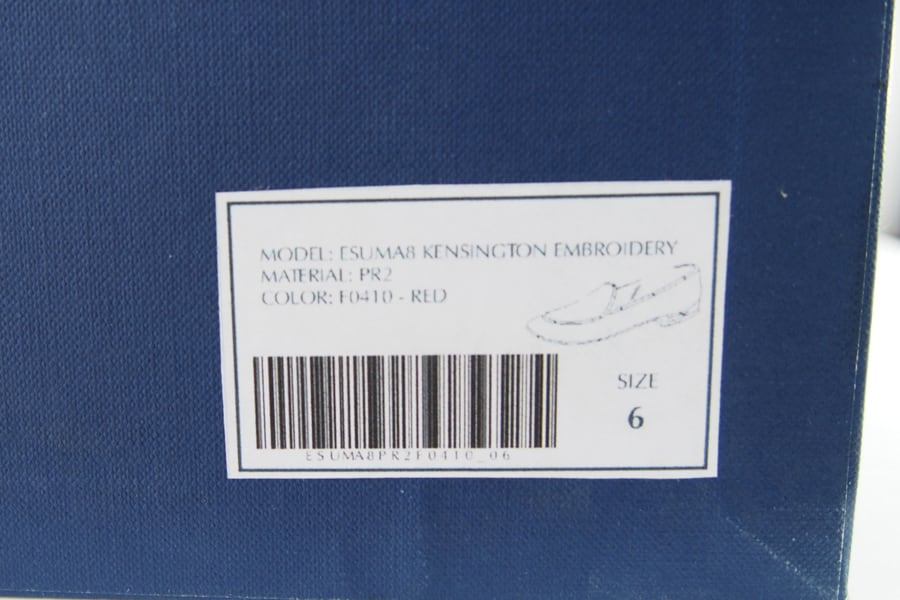 MODEL: ESUMA8 KENSINGTON EMBROIDERY
MATERIAL: PR2
COLOR: F0410 - RED
SIZE
6
ESUMA8PR2F0410_06